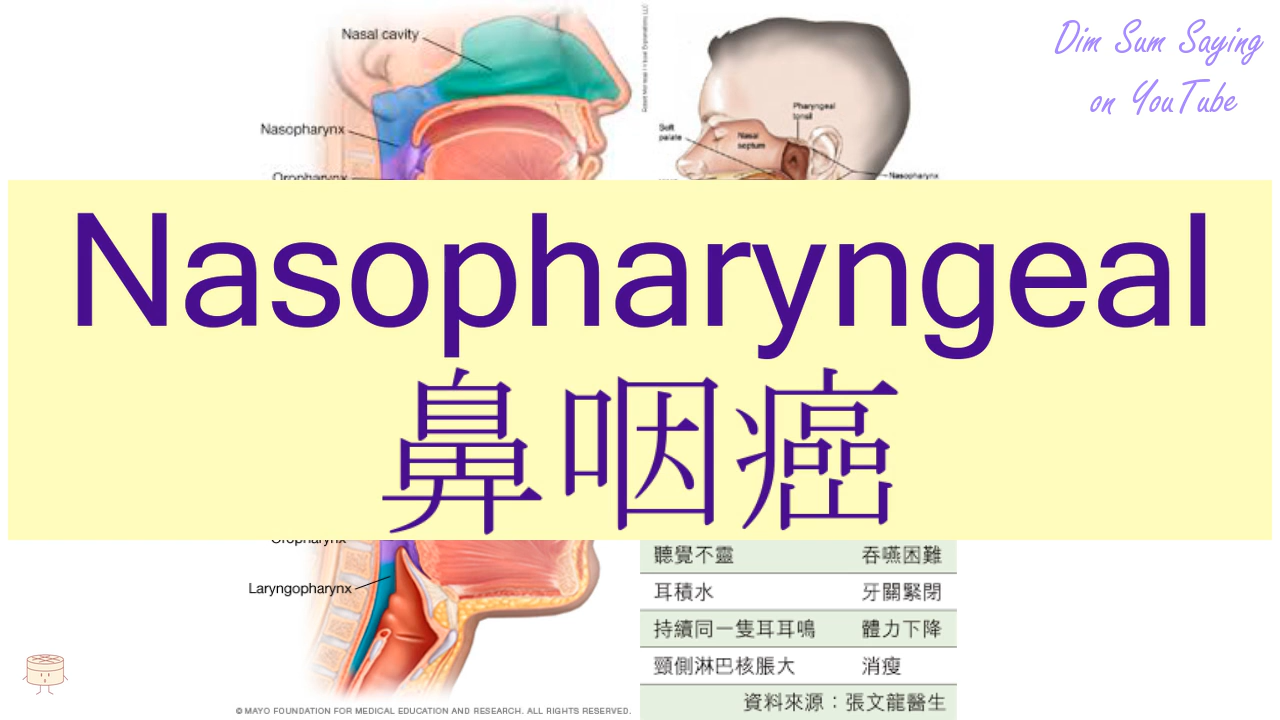 Dim Sum Saying
on YouTube
Nasal cavity
Nasopharynx
Oropharynx
Pharyngeal
tonsil
Soft
palate
Nasal
septum
Nasopharynx
Nasopharyngeal
鼻咽癌
Oropharynx
Laryngopharynx
聽覺不靈 吞嚥困難
耳積水 牙關緊閉
持續同一隻耳耳鳴 體力下降
頸側淋巴核脹大 消瘦
資料來源：張文龍醫生
© MAYO FOUNDATION FOR MEDICAL EDUCATION AND RESEARCH. ALL RIGHTS RESERVED.